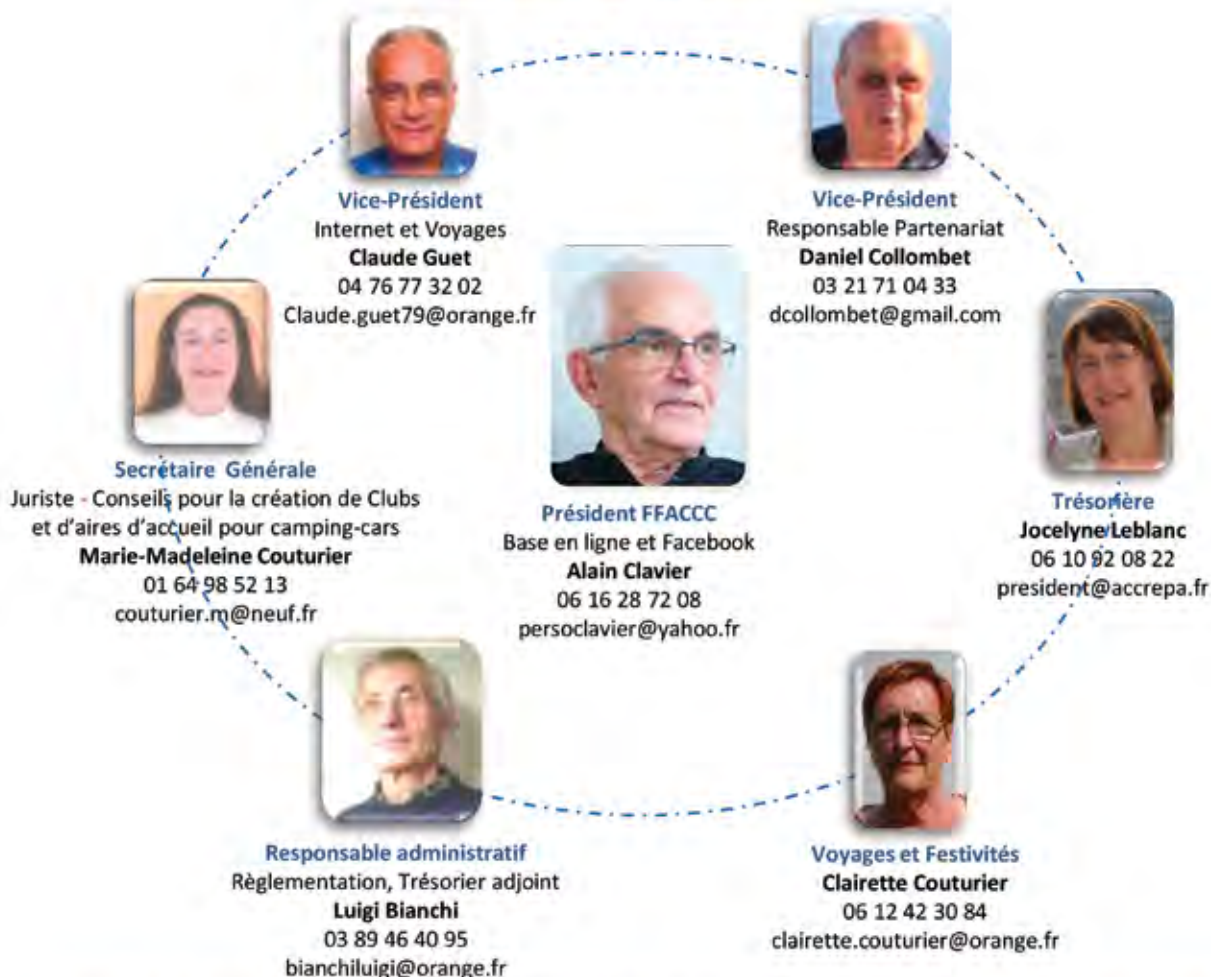 Vice-Président
Internet et Voyages
Claude Guet
04 76 77 32 02
Claude.guet79@orange.fr
Vice-Président
Responsable Partenariat
Daniel Collombet
03 21 71 04 33
dcollombet@gmail.com
Secrétaire Générale
Juriste - Conseils pour la création de Clubs
et d'aires d'accueil pour camping-cars
Marie-Madeleine Couturier
01 64 98 52 13
couturier.m@neuf.fr
Président FFACCC
Base en ligne et Facebook
Alain Clavier
06 16 28 72 08
persoclavier@yahoo.fr
Trésorière
Jocelyne Leblanc
06 10 92 08 22
president@accrepa.fr
Responsable administratif
Règlementation, Trésorier adjoint
Luigi Bianchi
03 89 46 40 95
bianchiluigi@orange.fr
Voyages et Festivités
Clairette Couturier
06 12 42 30 84
clairette.couturier@orange.fr